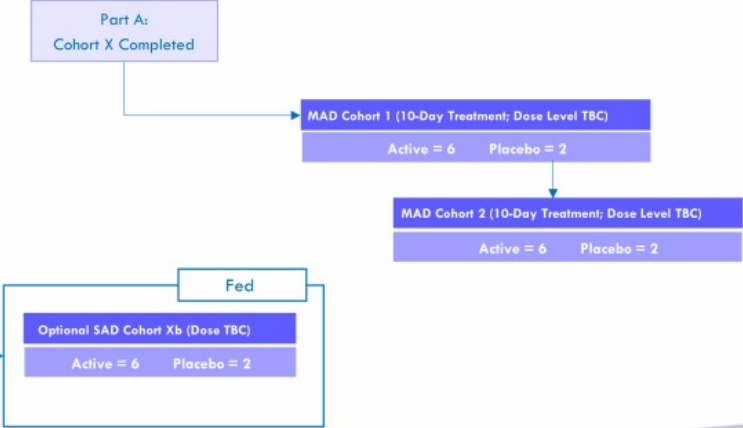 Part A:
Cohort X Completed
MAD Cohort 1 (10-Day Treatment; Dose Level TBC)
Active = 6 Placebo = 2
MAD Cohort 2 (10-Day Treatment; Dose Level TBC)
Active = 6 Placebo = 2
Fed
Optional SAD Cohort Xb (Dose TBC)
Active = 6 Placebo = 2